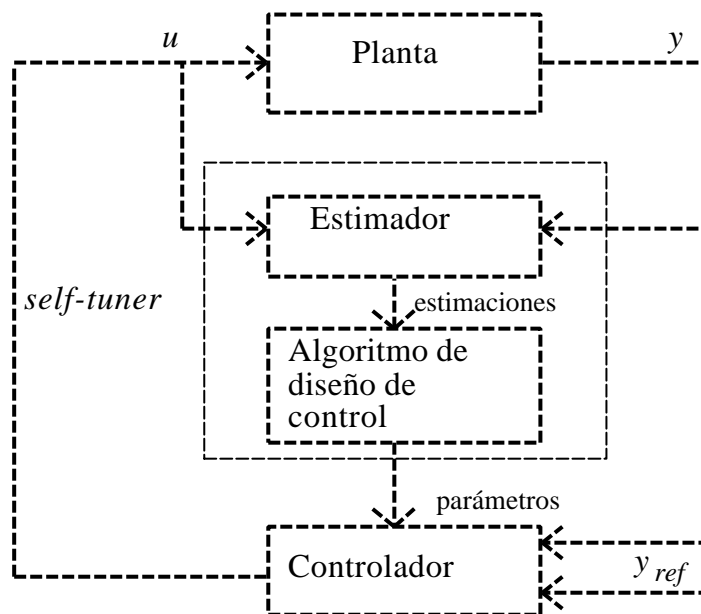 u
Planta
y
Estimador
self-tuner
estimaciones
Algoritmo de
diseño de
control
parámetros
Controlador
y ref